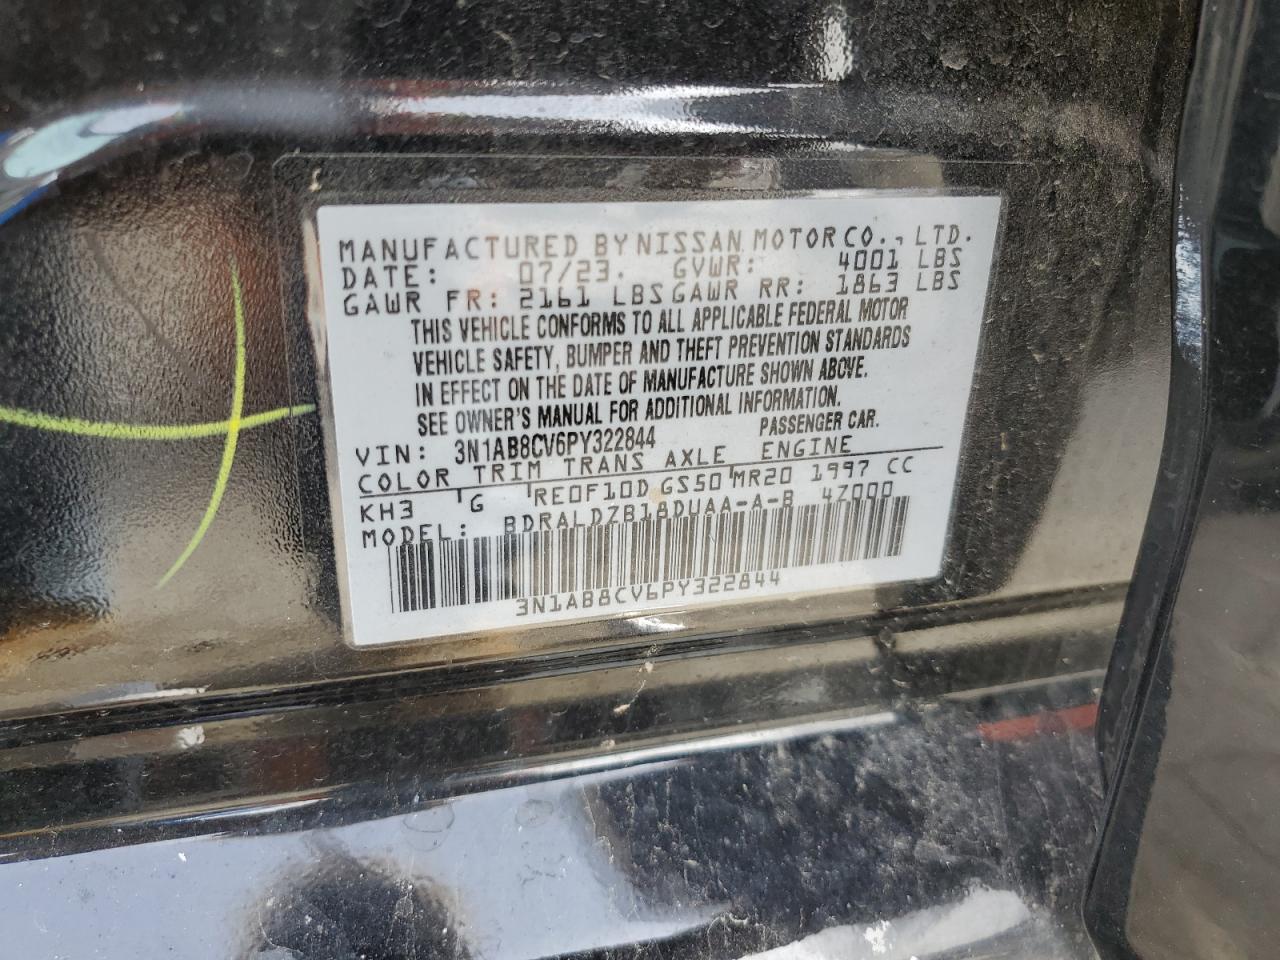 MANUFACTURED BY NISSAN MOTOR CO., LTD.
DATE: 07/23. GVWR: 4001 LBS
GAWR FR: 2161 LBS GAWR RR: 1863 LBS
THIS VEHICLE CONFORMS TO ALL APPLICABLE FEDERAL MOTOR
VEHICLE SAFETY, BUMPER AND THEFT PREVENTION STANDARDS
IN EFFECT ON THE DATE OF MANUFACTURE SHOWN ABOVE.
SEE OWNER'S MANUAL FOR ADDITIONAL INFORMATION.
VIN: 3N1AB8CV6PY322844 PASSENGER CAR.
COLOR TRIM TRANS AXLE ENGINE
KH3 G RE0F10D GS50 MR20 1997 CC
MODEL: BDRALDZB18DUAA-A-B 4Z000
3N1AB8CV6PY322844